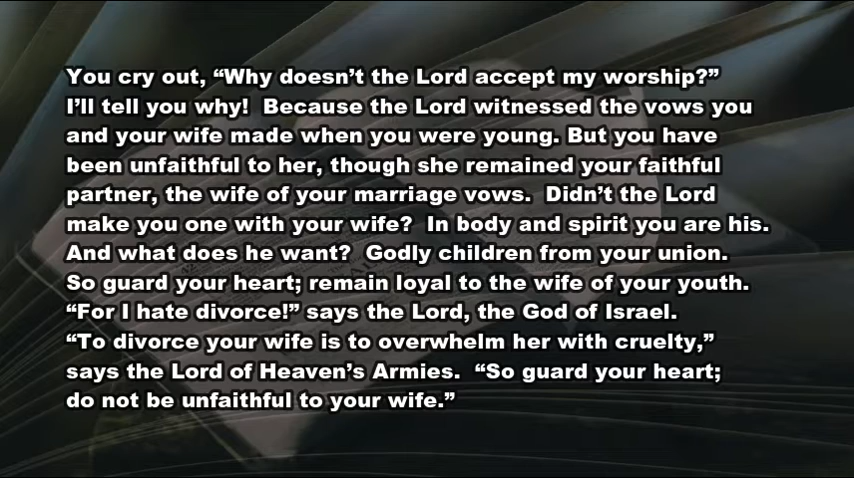 You cry out, “Why doesn’t the Lord accept my worship?”
I’ll tell you why!  Because the Lord witnessed the vows you
and your wife made when you were young. But you have
been unfaithful to her, though she remained your faithful
partner, the wife of your marriage vows.  Didn’t the Lord
make you one with your wife?  In body and spirit you are his.
And what does he want?  Godly children from your union.
So guard your heart; remain loyal to the wife of your youth.
“For I hate divorce!” says the Lord, the God of Israel.
“To divorce your wife is to overwhelm her with cruelty,”
says the Lord of Heaven’s Armies.  “So guard your heart;
do not be unfaithful to your wife.”